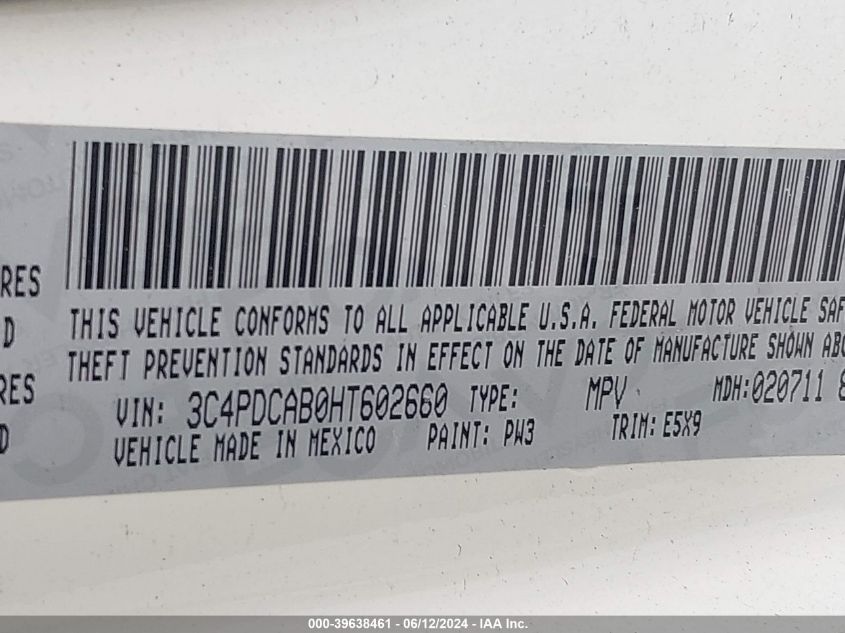 RES
D
RES
D
THIS VEHICLE CONFORMS TO ALL APPLICABLE U.S.A. FEDERAL MOTOR VEHICLE SAF
THEFT PREVENTION STANDARDS IN EFFECT ON THE DATE OF MANUFACTURE SHOWN ABO
VIN: 3C4PDCAB0HT602660 TYPE: MPV MDH:020711 8
VEHICLE MADE IN MEXICO PAINT: PW3 TRIM: E5X9
000-39638461 - 06/12/2024 - IAA Inc.